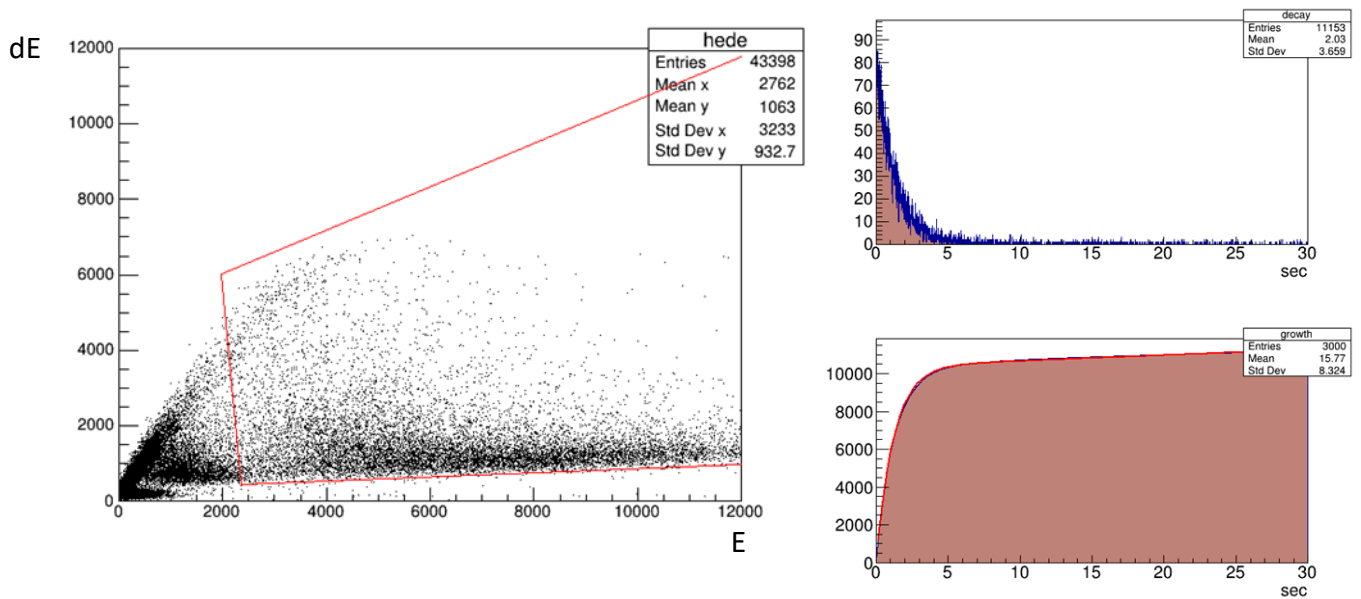 dE
12000
10000
8000
6000
4000
2000
0
0 2000 4000 6000 8000 10000 12000
E
hede
Entries 43398
Mean x 2762
Mean y 1063
Std Dev x 3233
Std Dev y 932.7
decay
Entries 11153
Mean 2.03
Std Dev 3.659
90
80
70
60
50
40
30
20
10
0
0 5 10 15 20 25 30
sec
growth
Entries 3000
Mean 15.77
Std Dev 8.324
10000
8000
6000
4000
2000
0
0 5 10 15 20 25 30
sec